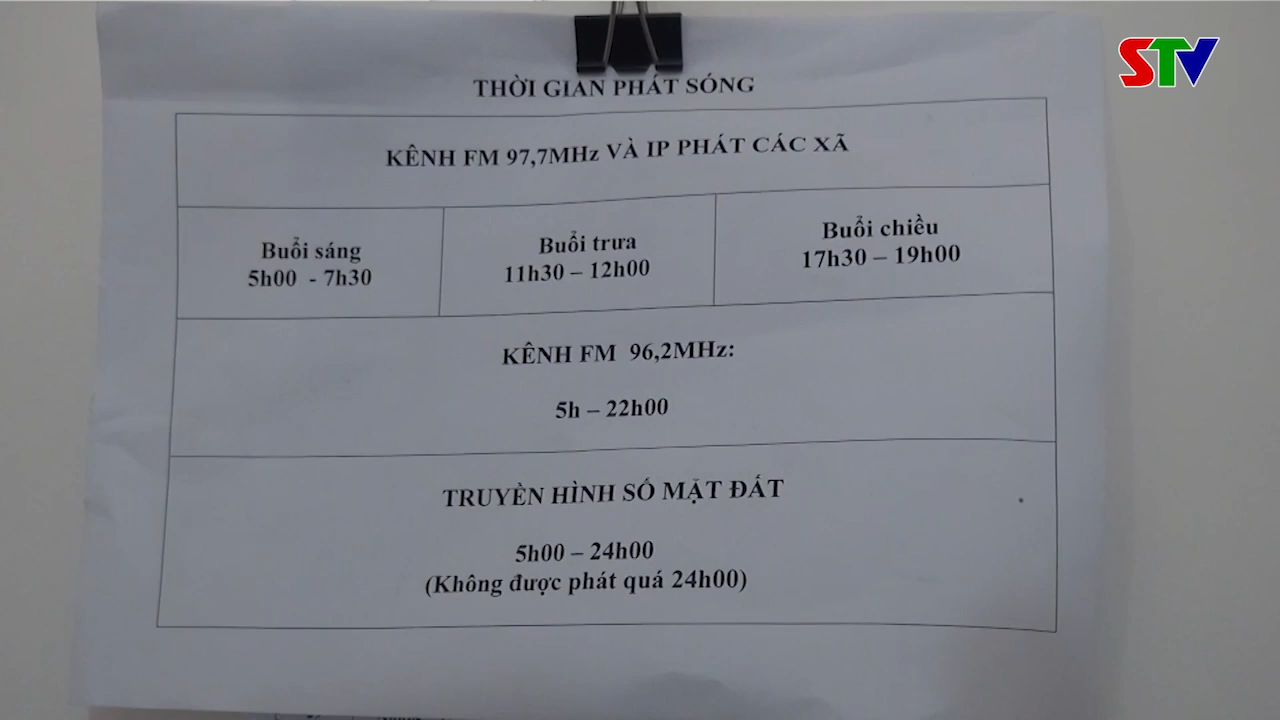 STV
THỜI GIAN PHÁT SÓNG
KÊNH FM 97,7MHz VÀ IP PHÁT CÁC XÃ
Buổi sáng
5h00 - 7h30
Buổi trưa
11h30 – 12h00
Buổi chiều
17h30 – 19h00
KÊNH FM 96,2MHz:
5h – 22h00
TRUYỀN HÌNH SỐ MẶT ĐẤT
5h00 – 24h00
(Không được phát quá 24h00)